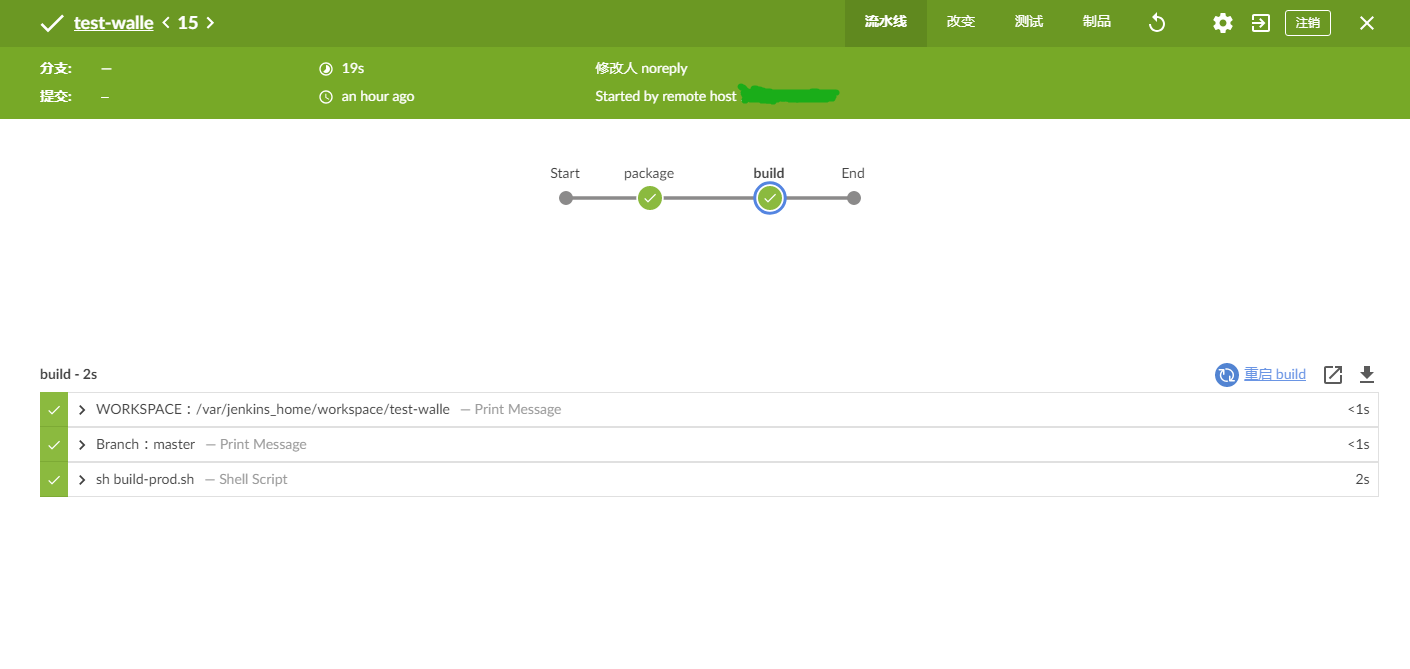 test-walle < 15 > 流水线 改变 测试 制品 注销
分支: — 19s 修改人 noreply
提交: — an hour ago Started by remote host
Start package build End
build - 2s 重启 build
WORKSPACE：/var/jenkins_home/workspace/test-walle — Print Message <1s
Branch：master — Print Message <1s
sh build-prod.sh — Shell Script 2s